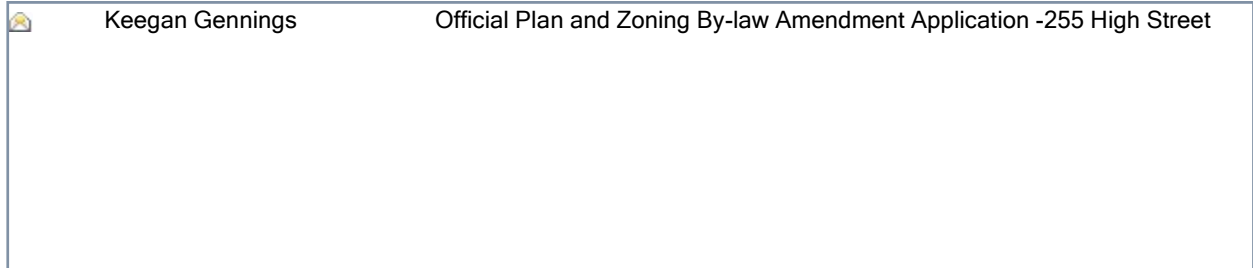 Keegan Gennings Official Plan and Zoning By-law Amendment Application -255 High Street